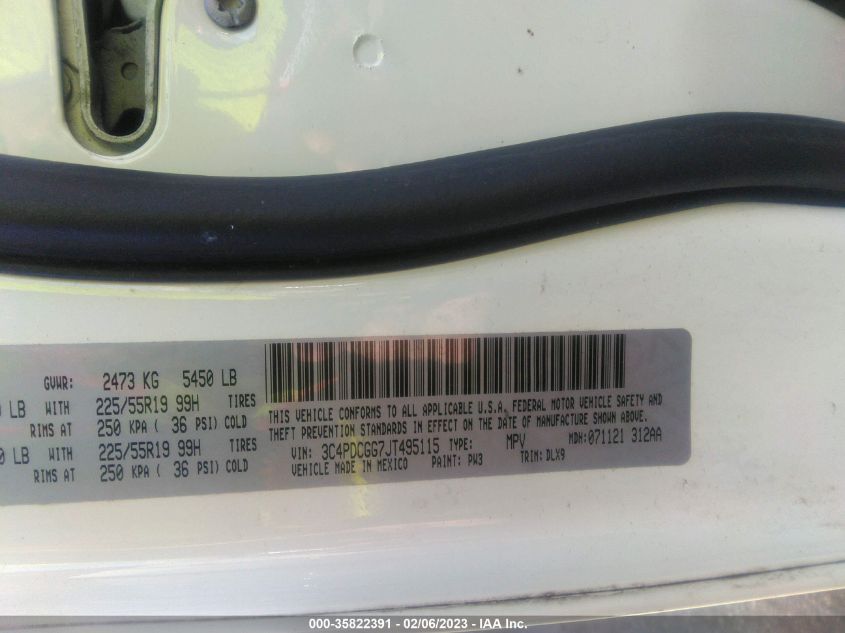 GVWR: 2473 KG 5450 LB
LB WITH 225/55R19 99H TIRES
RIMS AT 250 KPA ( 36 PSI) COLD
LB WITH 225/55R19 99H TIRES
RIMS AT 250 KPA ( 36 PSI) COLD
THIS VEHICLE CONFORMS TO ALL APPLICABLE U.S.A. FEDERAL MOTOR VEHICLE SAFETY AND
THEFT PREVENTION STANDARDS IN EFFECT ON THE DATE OF MANUFACTURE SHOWN ABOVE.
VIN: 3C4PDCGG7JT495115 TYPE: MPV MDH:071121 312AA
VEHICLE MADE IN MEXICO PAINT: PW3 TRIM: DLX9
000-35822391 - 02/06/2023 - IAA Inc.